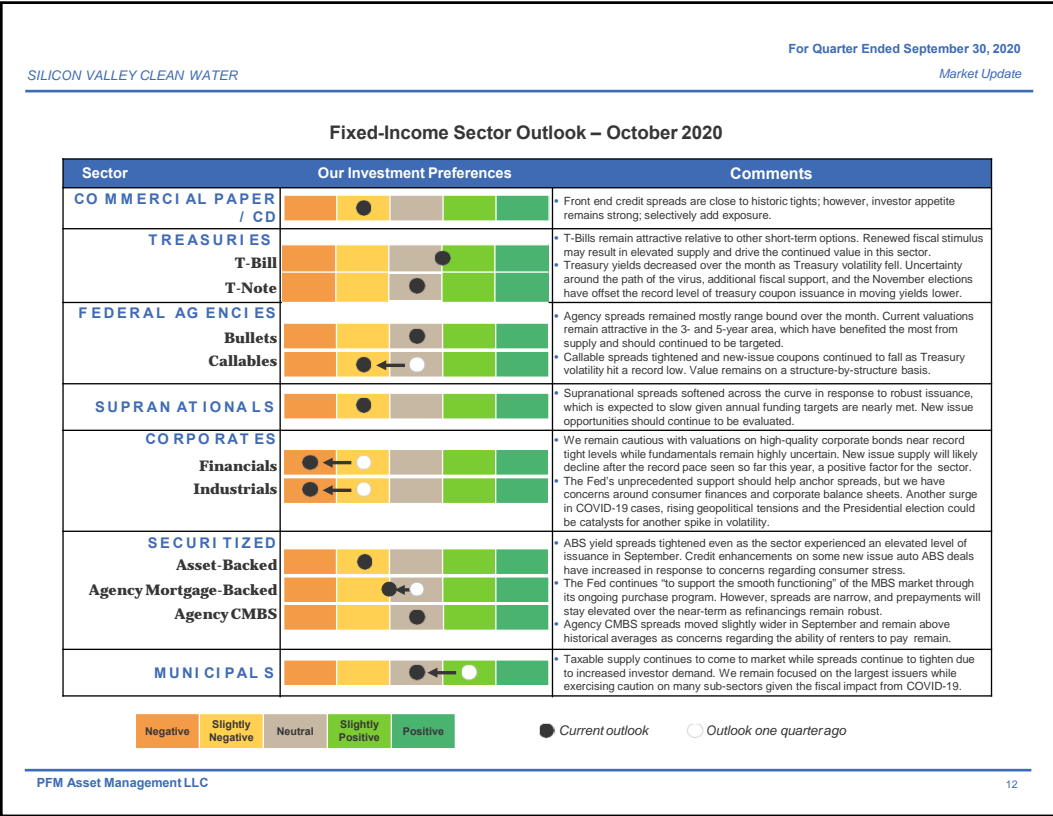 For Quarter Ended September 30, 2020
SILICON VALLEY CLEAN WATER
Market Update
Fixed-Income Sector Outlook – October 2020
Sector
Our Investment Preferences
Comments
COMMERCIAL PAPER
/ CD
• Front end credit spreads are close to historic tights; however, investor appetite
remains strong; selectively add exposure.
TREASURIES
T-Bill
T-Note
• T-Bills remain attractive relative to other short-term options. Renewed fiscal stimulus
may result in elevated supply and drive the continued value in this sector.
• Treasury yields decreased over the month as Treasury volatility fell. Uncertainty
around the path of the virus, additional fiscal support, and the November elections
have offset the record level of treasury coupon issuance in moving yields lower.
FEDERAL AGENCIES
Bullets
Callables
• Agency spreads remained mostly range bound over the month. Current valuations
remain attractive in the 3- and 5-year area, which have benefited the most from
supply and should continued to be targeted.
• Callable spreads tightened and new-issue coupons continued to fall as Treasury
volatility hit a record low. Value remains on a structure-by-structure basis.
SUPRANATIONALS
• Supranational spreads softened across the curve in response to robust issuance,
which is expected to slow given annual funding targets are nearly met. New issue
opportunities should continue to be evaluated.
CORPORATES
Financials
Industrials
• We remain cautious with valuations on high-quality corporate bonds near record
tight levels while fundamentals remain highly uncertain. New issue supply will likely
decline after the record pace seen so far this year, a positive factor for the sector.
• The Fed's unprecedented support should help anchor spreads, but we have
concerns around consumer finances and corporate balance sheets. Another surge
in COVID-19 cases, rising geopolitical tensions and the Presidential election could
be catalysts for another spike in volatility.
SECURITIZED
Asset-Backed
Agency Mortgage-Backed
Agency CMBS
• ABS yield spreads tightened even as the sector experienced an elevated level of
issuance in September. Credit enhancements on some new issue auto ABS deals
have increased in response to concerns regarding consumer stress.
• The Fed continues "to support the smooth functioning" of the MBS market through
its ongoing purchase program. However, spreads are narrow, and prepayments will
stay elevated over the near-term as refinancings remain robust.
• Agency CMBS spreads moved slightly wider in September and remain above
historical averages as concerns regarding the ability of renters to pay remain.
MUNICIPALS
• Taxable supply continues to come to market while spreads continue to tighten due
to increased investor demand. We remain focused on the largest issuers while
exercising caution on many sub-sectors given the fiscal impact from COVID-19.
Negative
Slightly
Negative
Neutral
Slightly
Positive
Positive
Current outlook
Outlook one quarter ago
PFM Asset Management LLC
12